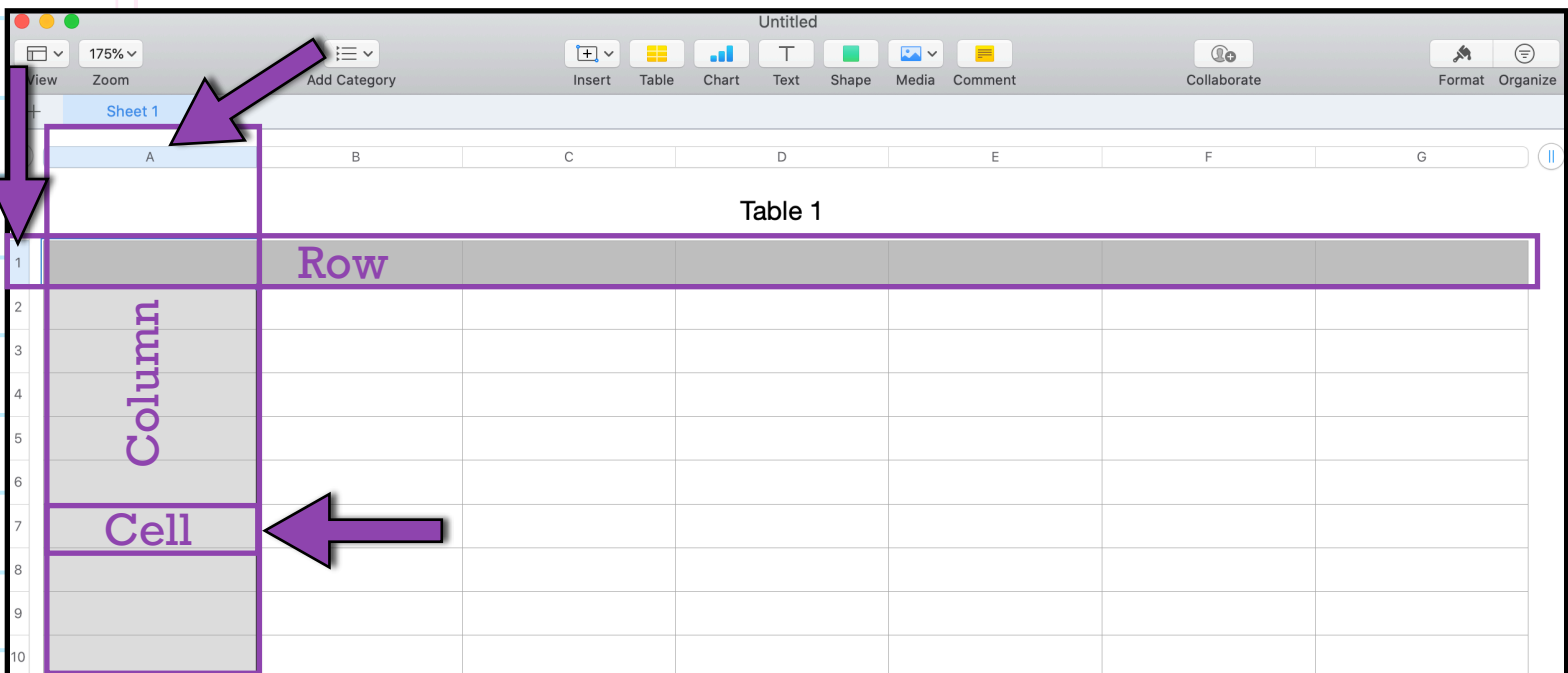 Untitled
175%
View Zoom Add Category Insert Table Chart Text Shape Media Comment Collaborate Format Organize
+ Sheet 1
A B C D E F G
Table 1
1 Row
2
3
4
5
6
Column
7 Cell
8
9
10